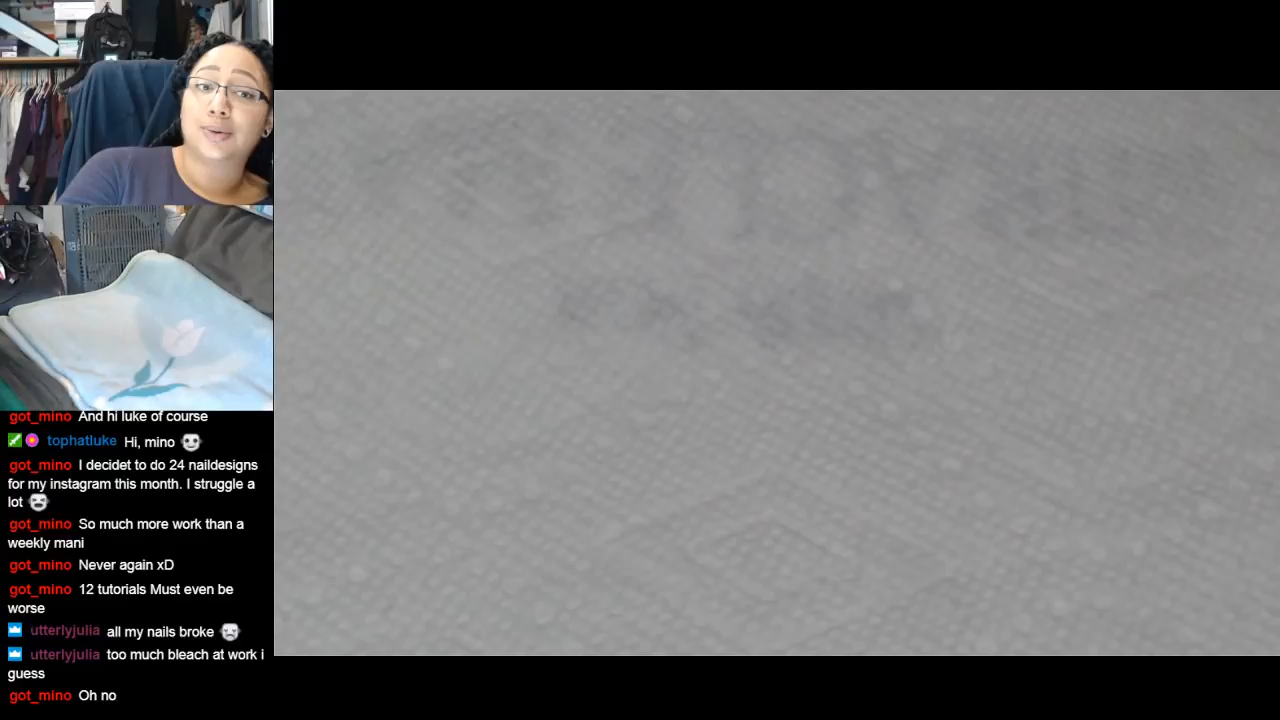 got_mino And hi luke of course
tophatluke Hi, mino
got_mino I decidet to do 24 naildesigns
for my instagram this month. I struggle a
lot
got_mino So much more work than a
weekly mani
got_mino Never again xD
got_mino 12 tutorials Must even be
worse
utterlyjulia all my nails broke
utterlyjulia too much bleach at work i
guess
got_mino Oh no